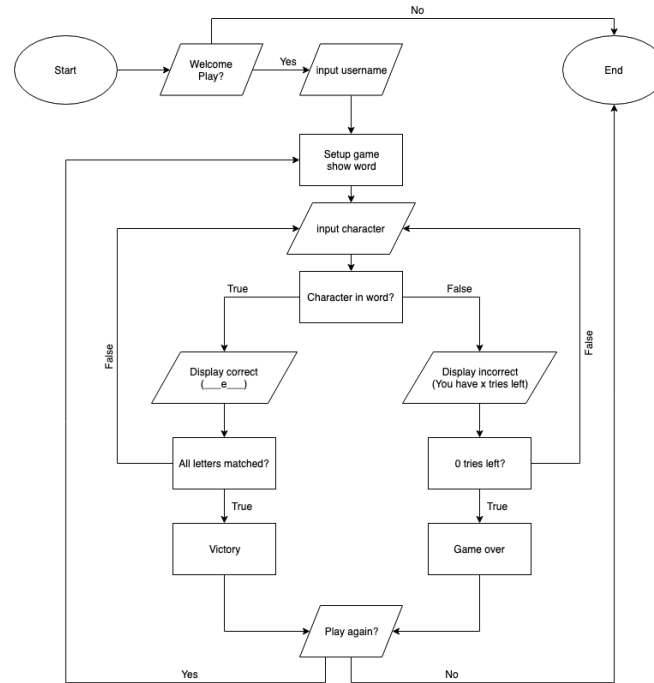 No
Start
Welcome
Play?
Yes
input username
End
Setup game
show word
input character
Character in word?
True
False
False
False
Display correct
(___e___)
Display incorrect
(You have x tries left)
All letters matched?
0 tries left?
True
True
Victory
Game over
Play again?
Yes
No